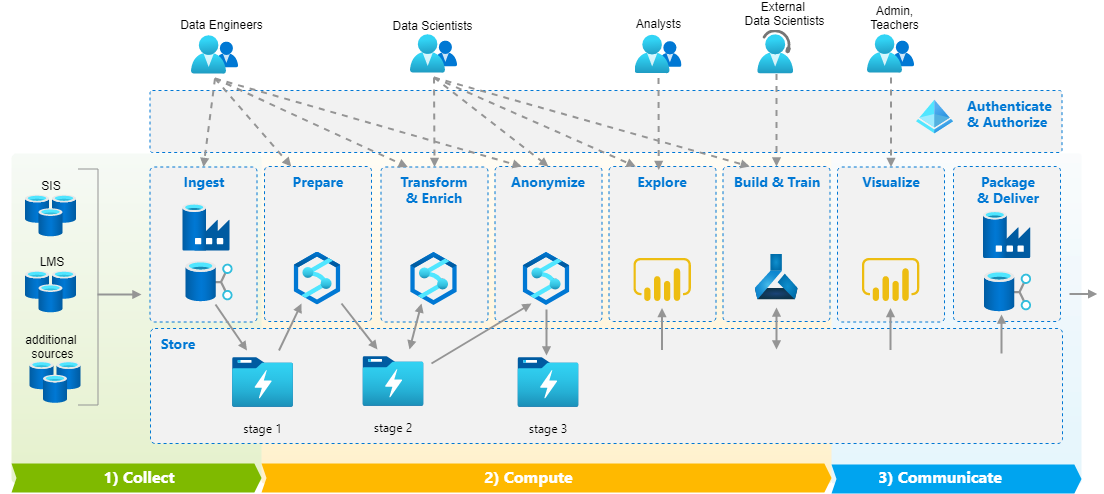 Data Engineers
Data Scientists
Analysts
External
Data Scientists
Admin,
Teachers
Authenticate
& Authorize
SIS
LMS
additional
sources
Ingest
Prepare
Transform
& Enrich
Anonymize
Explore
Build & Train
Visualize
Package
& Deliver
Store
stage 1
stage 2
stage 3
1) Collect
2) Compute
3) Communicate